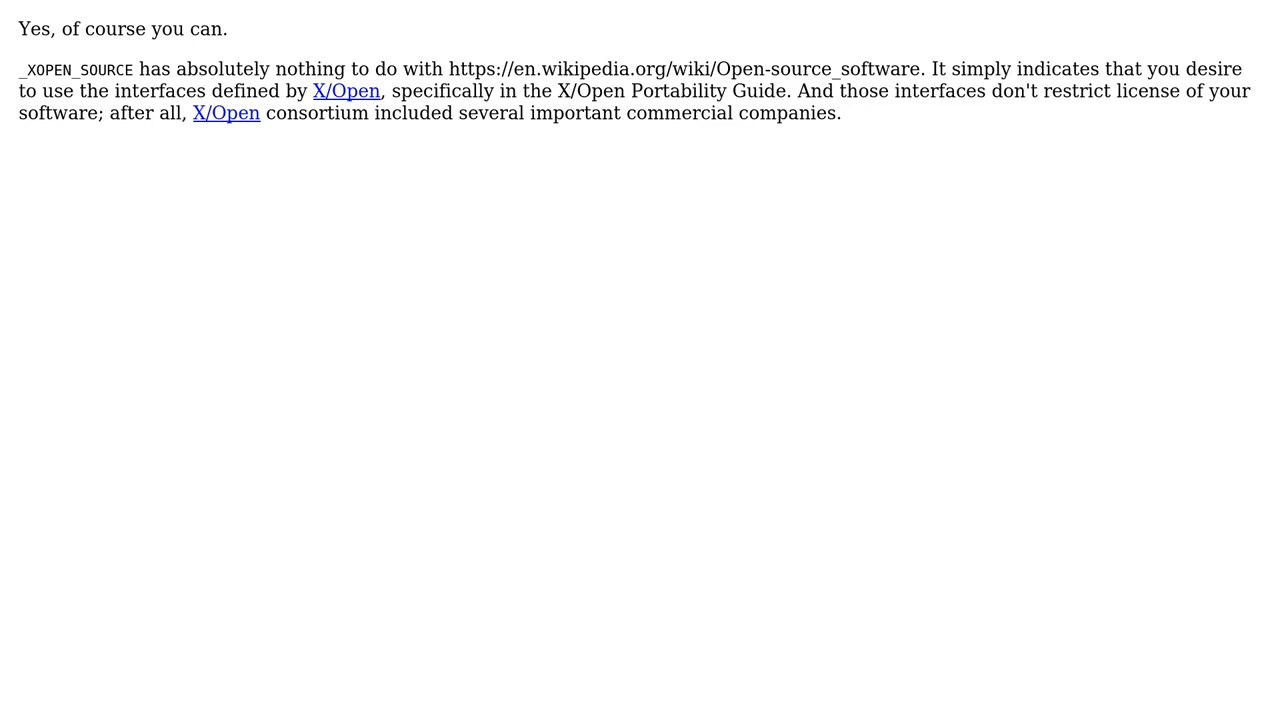 Yes, of course you can.
_XOPEN_SOURCE has absolutely nothing to do with https://en.wikipedia.org/wiki/Open-source_software. It simply indicates that you desire
to use the interfaces defined by X/Open, specifically in the X/Open Portability Guide. And those interfaces don't restrict license of your
software; after all, X/Open consortium included several important commercial companies.